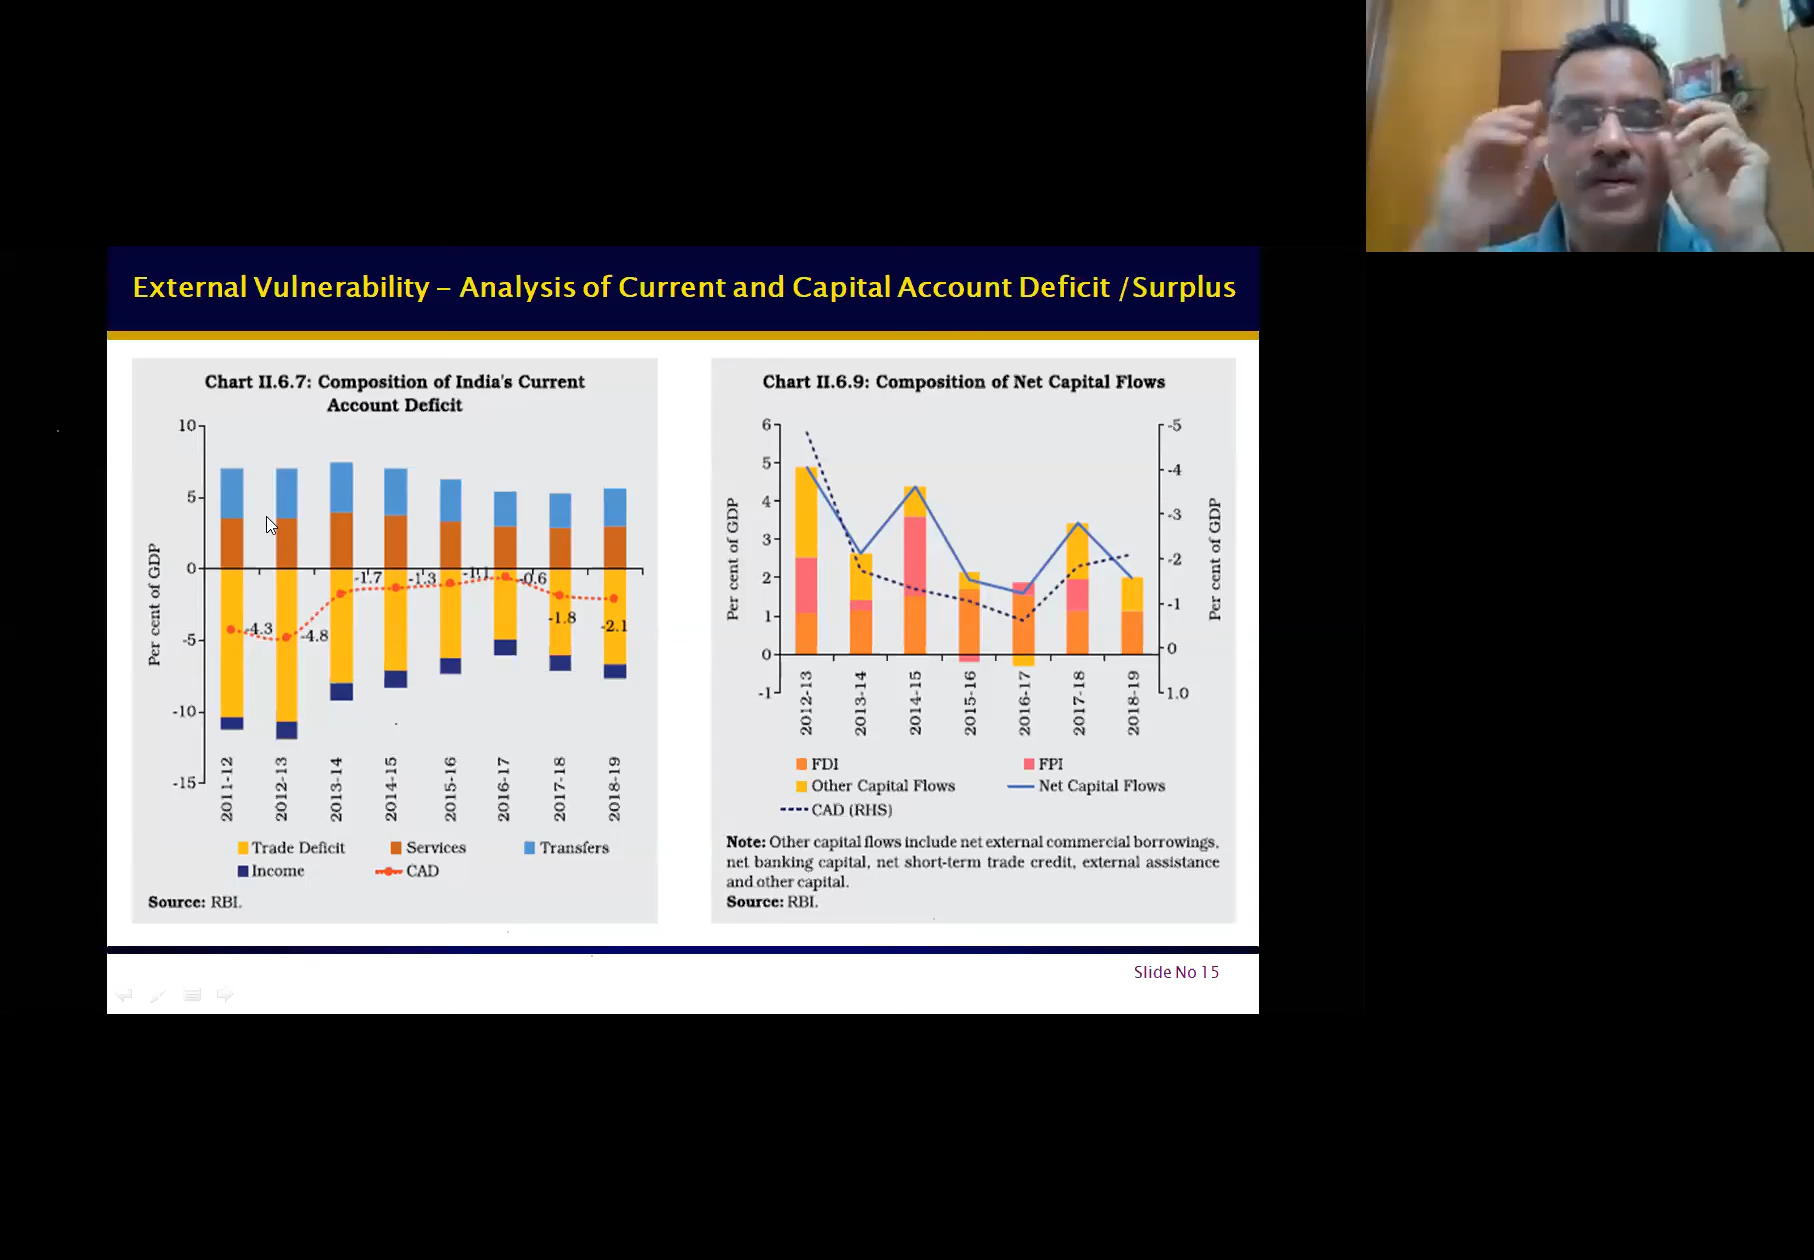 External Vulnerability – Analysis of Current and Capital Account Deficit /Surplus
Chart II.6.7: Composition of India's Current
Account Deficit
10
5
0
-5
-10
-15
Per cent of GDP
-4.3
-4.8
-1.7
-1.3
-1.1
-0.6
-1.8
-2.1
2011-12
2012-13
2013-14
2014-15
2015-16
2016-17
2017-18
2018-19
Trade Deficit
Services
Transfers
Income
CAD
Source: RBI.
Chart II.6.9: Composition of Net Capital Flows
6
5
4
3
2
1
0
-1
Per cent of GDP
-5
-4
-3
-2
-1
0
1.0
Per cent of GDP
2012-13
2013-14
2014-15
2015-16
2016-17
2017-18
2018-19
FDI
FPI
Other Capital Flows
Net Capital Flows
CAD (RHS)
Note: Other capital flows include net external commercial borrowings,
net banking capital, net short-term trade credit, external assistance
and other capital.
Source: RBI.
Slide No 15